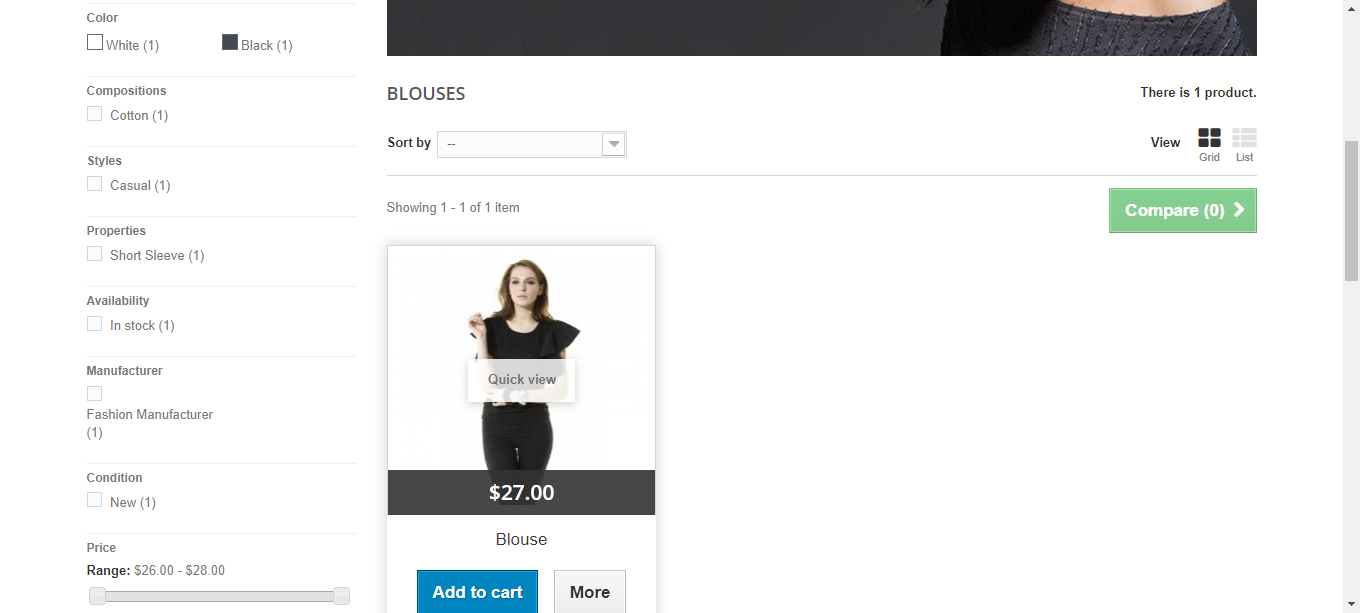 Color
White (1)
Black (1)
Compositions
Cotton (1)
Styles
Casual (1)
Properties
Short Sleeve (1)
Availability
In stock (1)
Manufacturer
Fashion Manufacturer
(1)
Condition
New (1)
Price
Range: $26.00 - $28.00
BLOUSES
There is 1 product.
Sort by
--
View
Grid
List
Showing 1 - 1 of 1 item
Compare (0)
Quick view
$27.00
Blouse
Add to cart
More